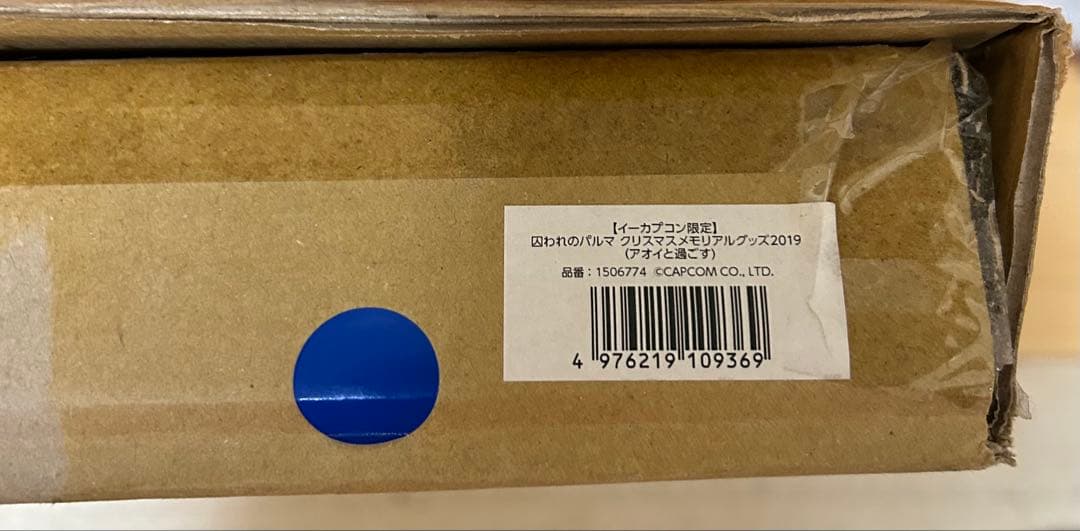 【イーカプコン限定】
囚われのパルマ クリスマスメモリアルグッズ2019
(アオイと過ごす)
品番：1506774 ©CAPCOM CO., LTD.
4 976219 109369